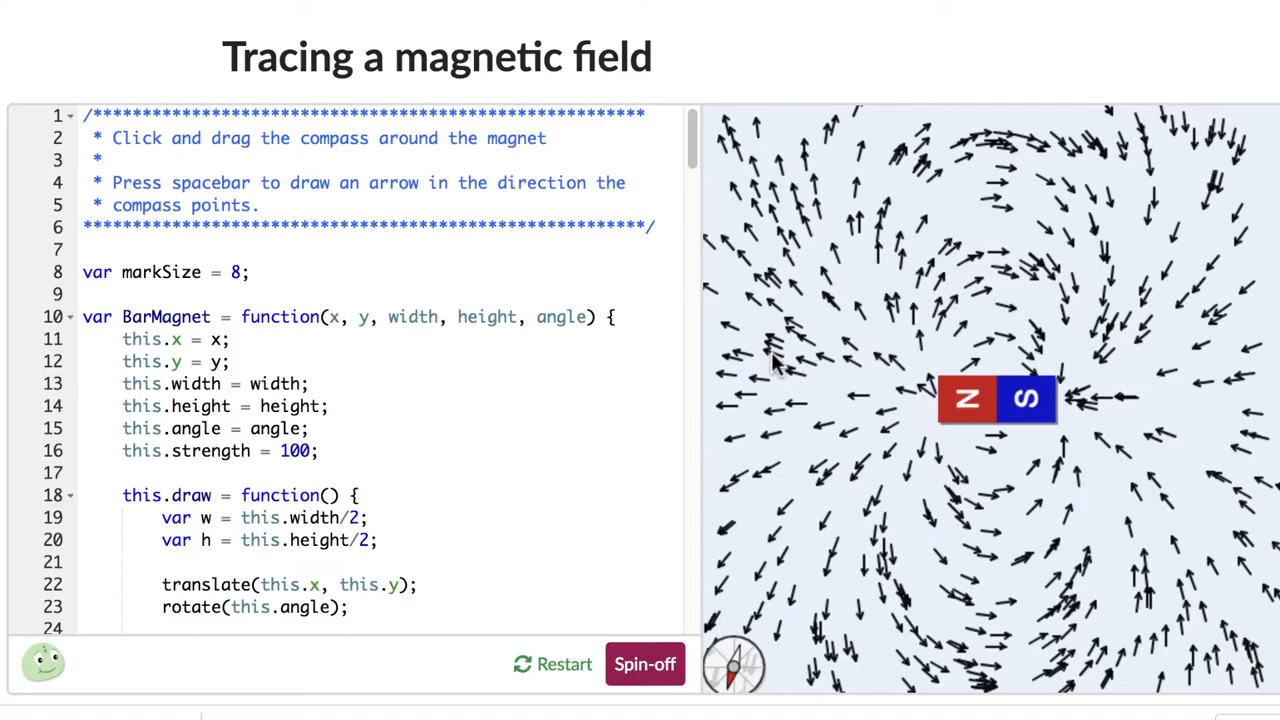 Tracing a magnetic field
1 /*********************************************************
2 * Click and drag the compass around the magnet
3 *
4 * Press spacebar to draw an arrow in the direction the
5 * compass points.
6 **********************************************************/
7
8 var markSize = 8;
9
10 var BarMagnet = function(x, y, width, height, angle) {
11 this.x = x;
12 this.y = y;
13 this.width = width;
14 this.height = height;
15 this.angle = angle;
16 this.strength = 100;
17
18 this.draw = function() {
19 var w = this.width/2;
20 var h = this.height/2;
21
22 translate(this.x, this.y);
23 rotate(this.angle);
24
N S
Restart Spin-off